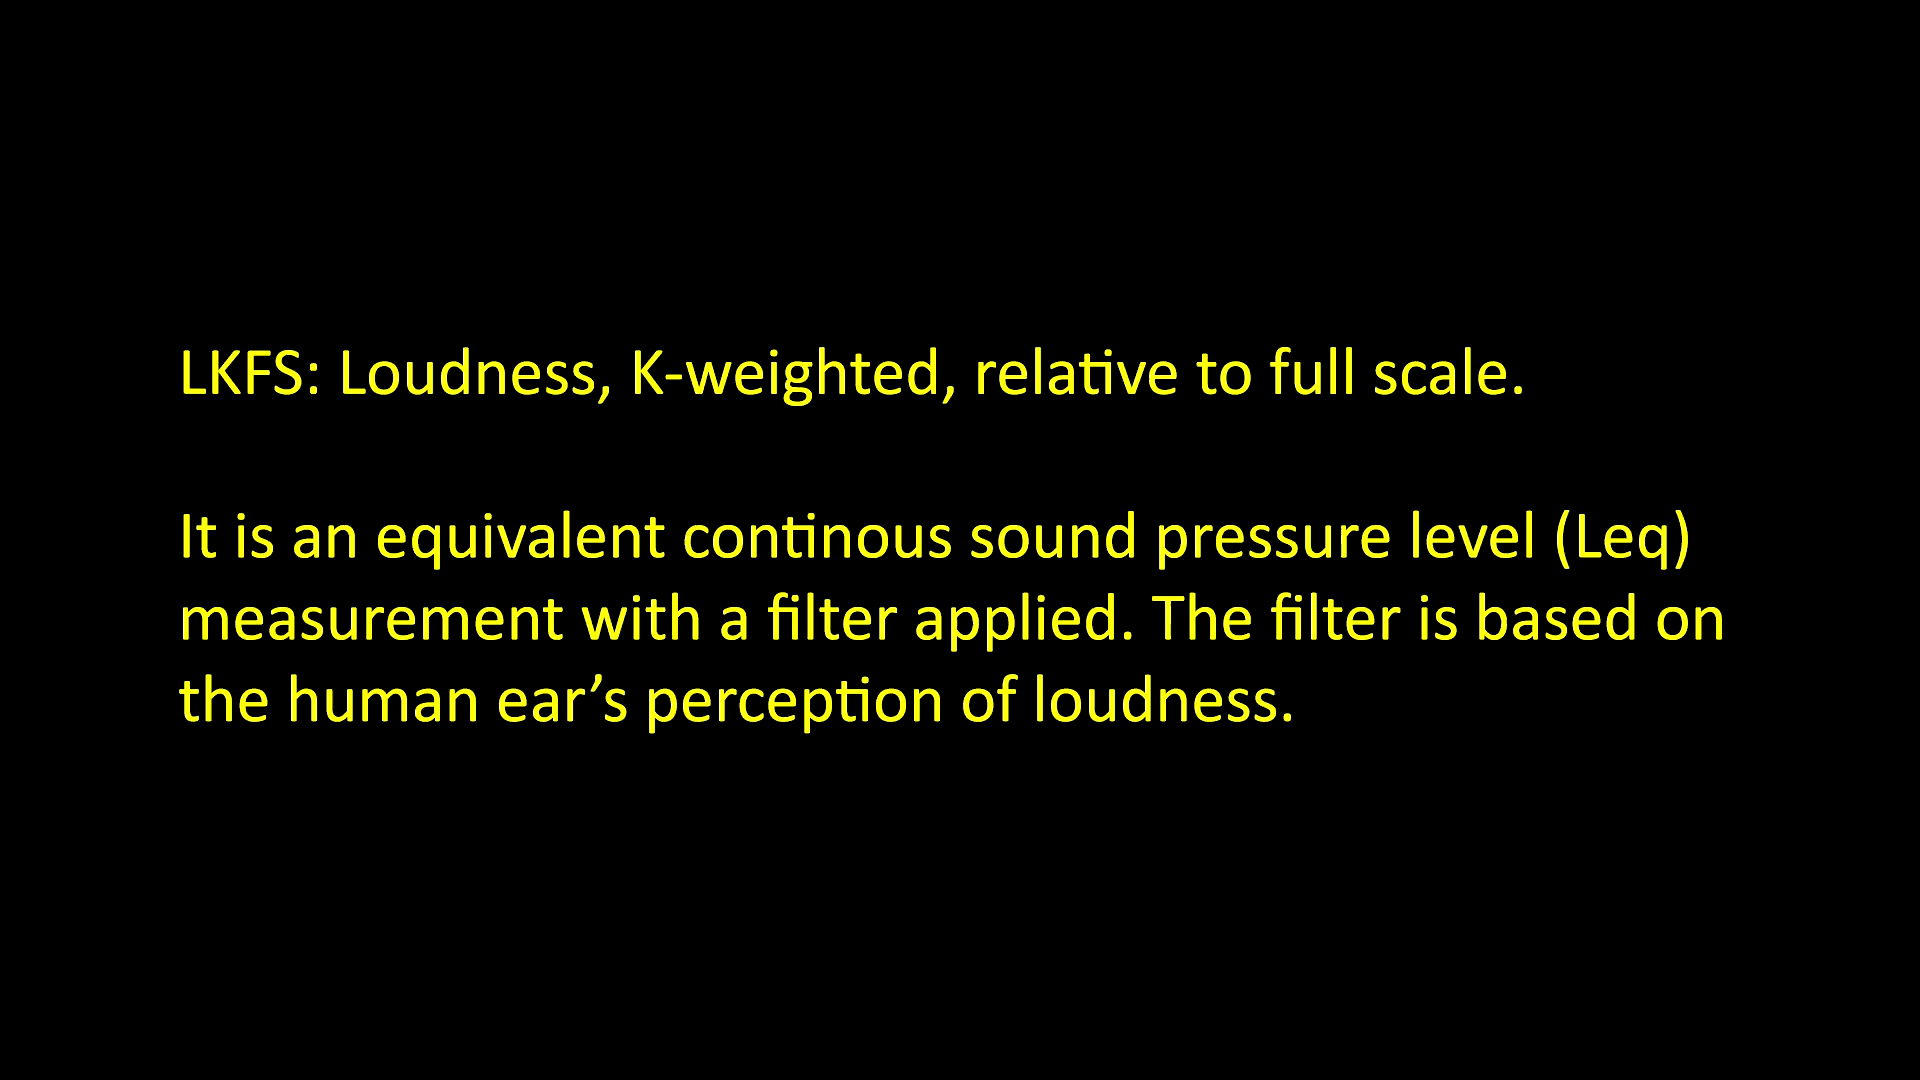 LKFS: Loudness, K-weighted, relative to full scale.
It is an equivalent continous sound pressure level (Leq)
measurement with a filter applied. The filter is based on
the human ear’s perception of loudness.